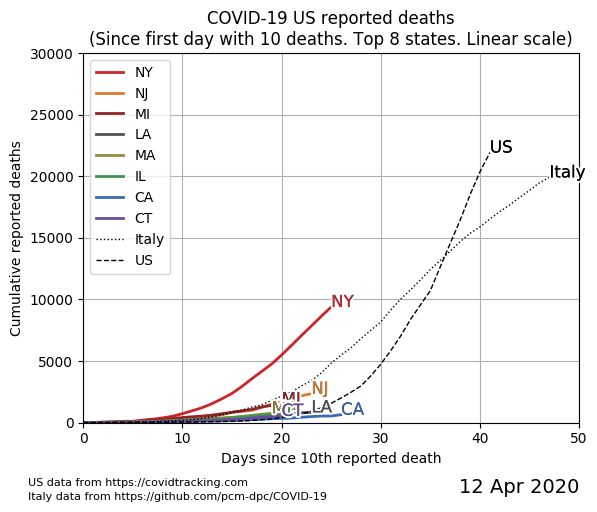 COVID-19 US reported deaths
(Since first day with 10 deaths. Top 8 states. Linear scale)
Cumulative reported deaths
30000
25000
20000
15000
10000
5000
0
NY
NJ
MI
LA
MA
IL
CA
CT
Italy
US
US
Italy
NY
NJ
MI
CT
LA
CA
0
10
20
30
40
50
Days since 10th reported death
US data from https://covidtracking.com
Italy data from https://github.com/pcm-dpc/COVID-19
12 Apr 2020